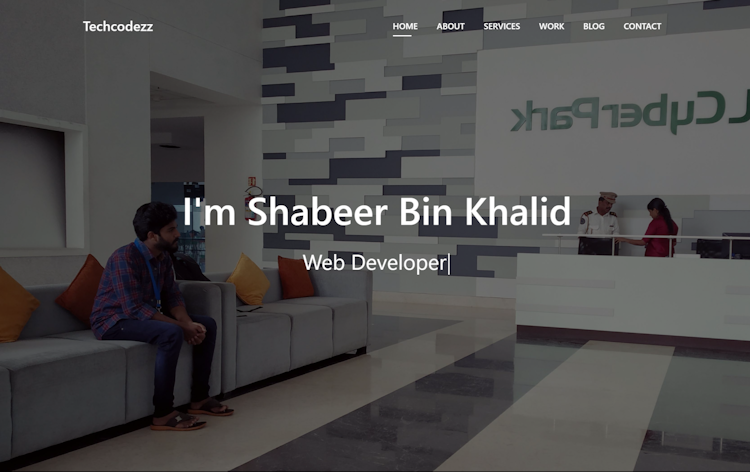 Techcodezz
HOME ABOUT SERVICES WORK BLOG CONTACT
L CyberPark
I'm Shabeer Bin Khalid
Web Developer